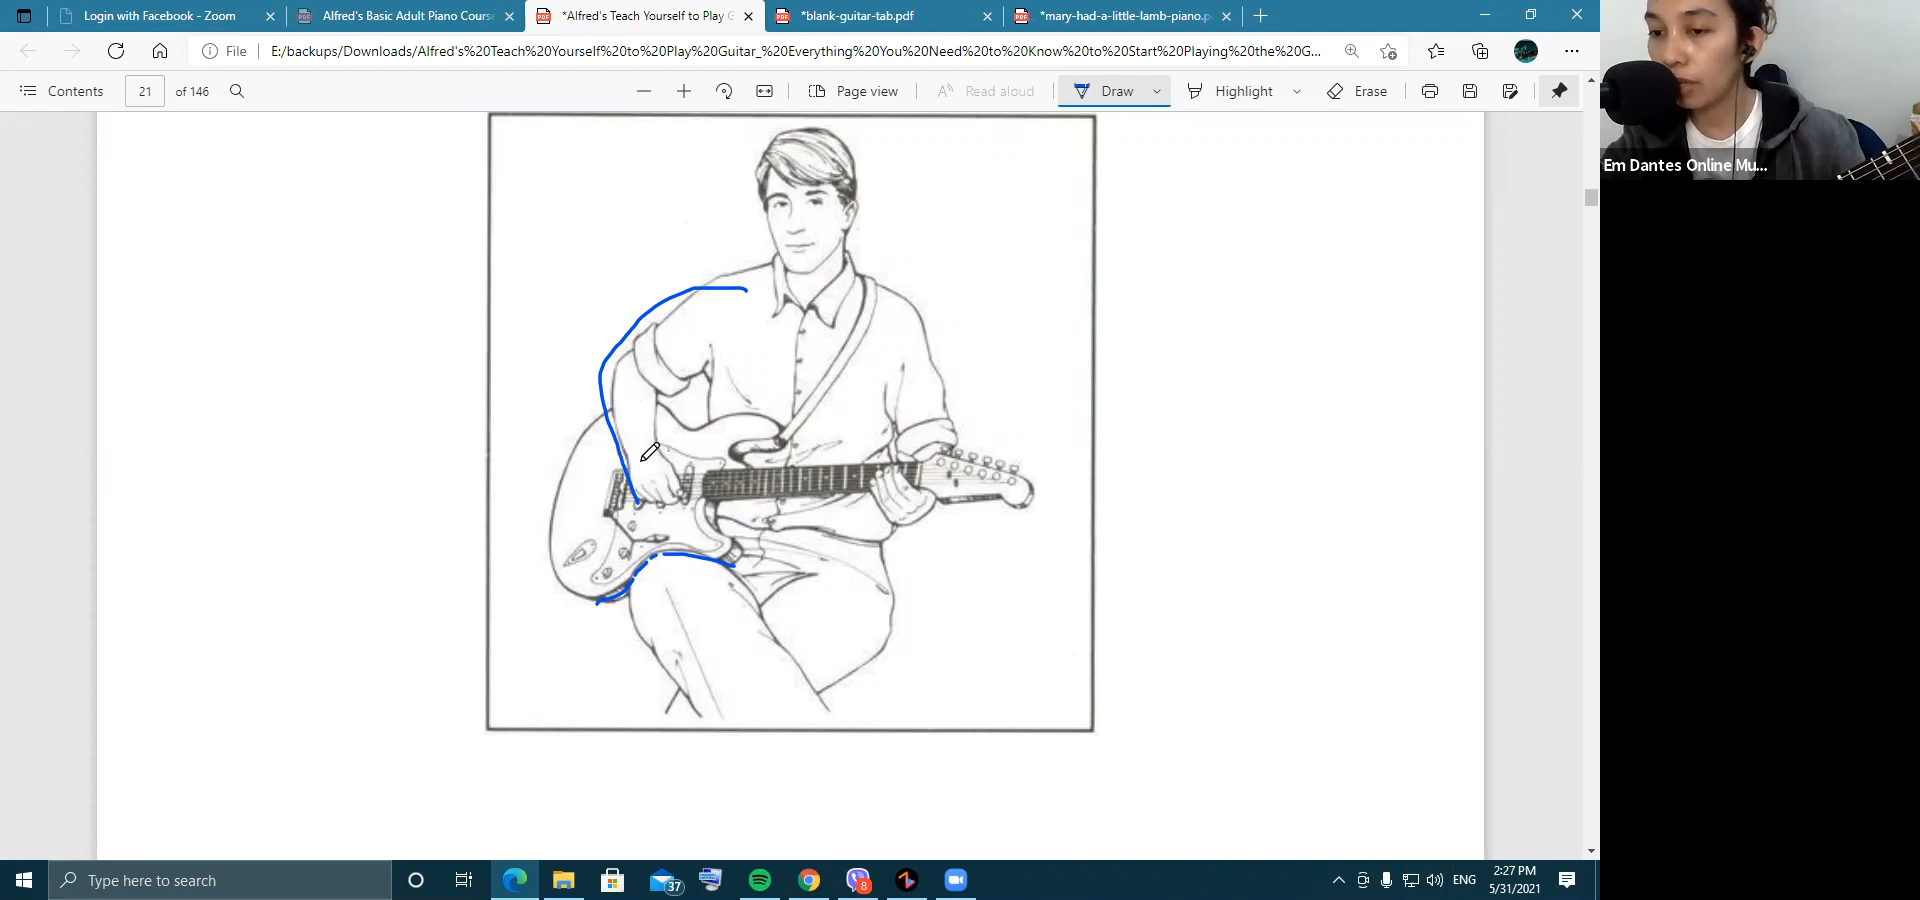 Login with Facebook - Zoom
Alfred's Basic Adult Piano Cours
*Alfred's Teach Yourself to Play G
*blank-guitar-tab.pdf
*mary-had-a-little-lamb-piano.p
File
E:/backups/Downloads/Alfred's%20Teach%20Yourself%20to%20Play%20Guitar_%20Everything%20You%20Need%20to%20Know%20to%20Start%20Playing%20the%20G...
Contents
21
of 146
Page view
Read aloud
Draw
Highlight
Erase
Em Dantes Online Mu...
Type here to search
37
8
ENG
2:27 PM
5/31/2021